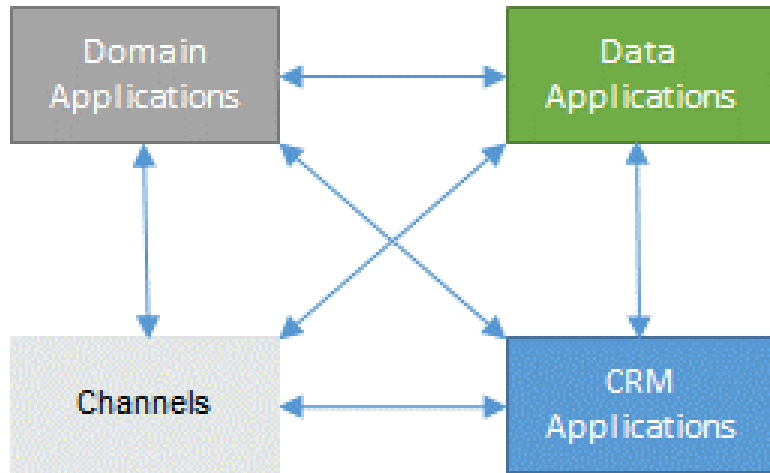 Domain
Applications
Data
Applications
Channels
CRM
Applications